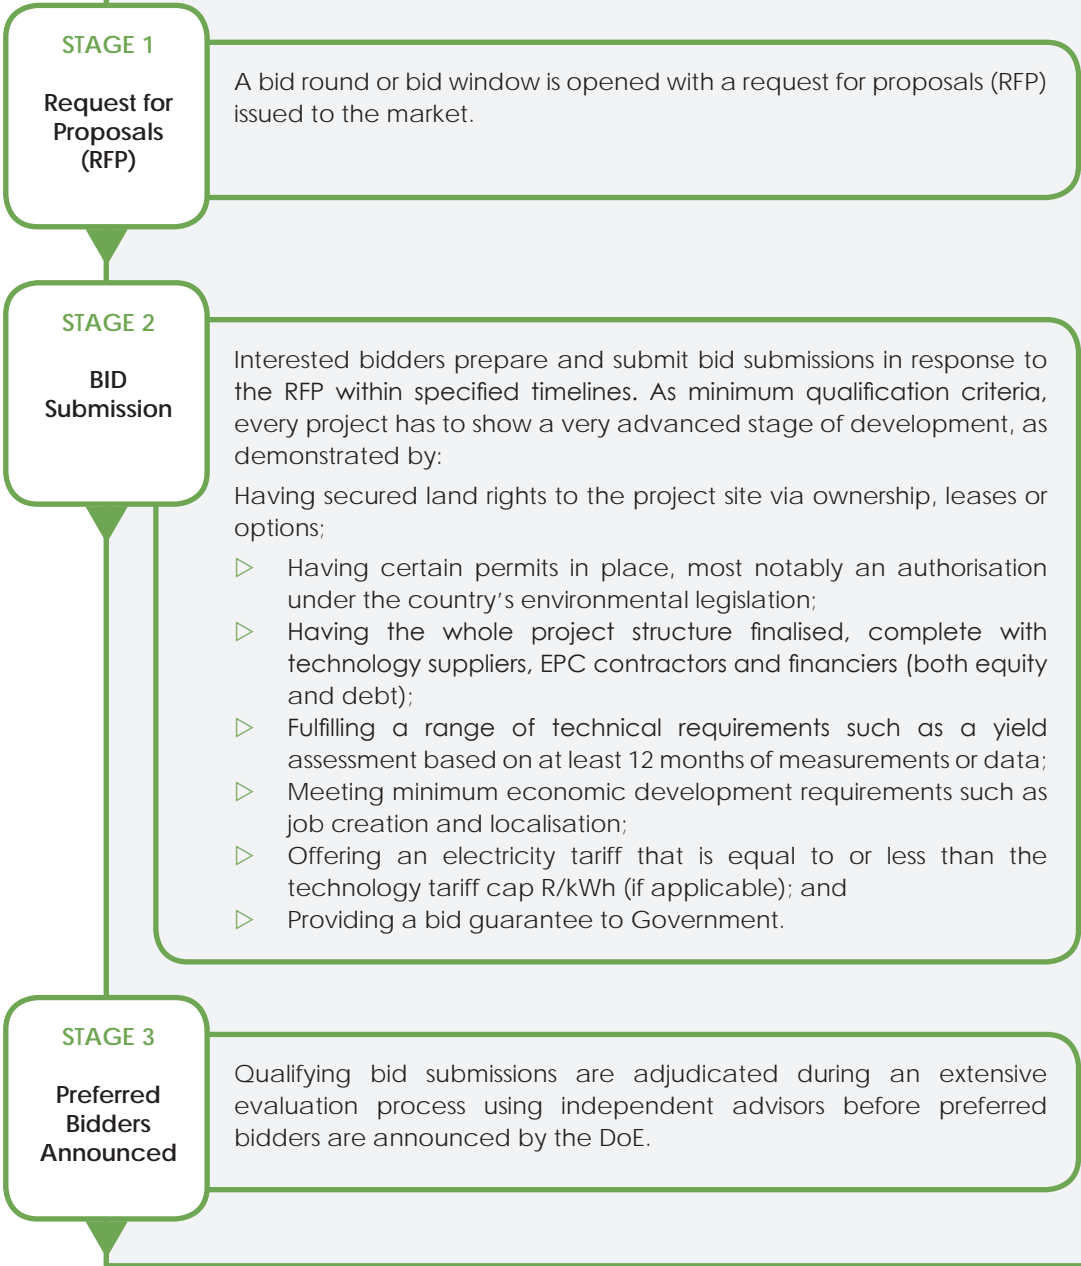 STAGE 1
Request for
Proposals
(RFP)
A bid round or bid window is opened with a request for proposals (RFP)
issued to the market.
STAGE 2
BID
Submission
Interested bidders prepare and submit bid submissions in response to
the RFP within specified timelines. As minimum qualification criteria,
every project has to show a very advanced stage of development, as
demonstrated by:
Having secured land rights to the project site via ownership, leases or
options;
▷ Having certain permits in place, most notably an authorisation
under the country's environmental legislation;
▷ Having the whole project structure finalised, complete with
technology suppliers, EPC contractors and financiers (both equity
and debt);
▷ Fulfilling a range of technical requirements such as a yield
assessment based on at least 12 months of measurements or data;
▷ Meeting minimum economic development requirements such as
job creation and localisation;
▷ Offering an electricity tariff that is equal to or less than the
technology tariff cap R/kWh (if applicable); and
▷ Providing a bid guarantee to Government.
STAGE 3
Preferred
Bidders
Announced
Qualifying bid submissions are adjudicated during an extensive
evaluation process using independent advisors before preferred
bidders are announced by the DoE.